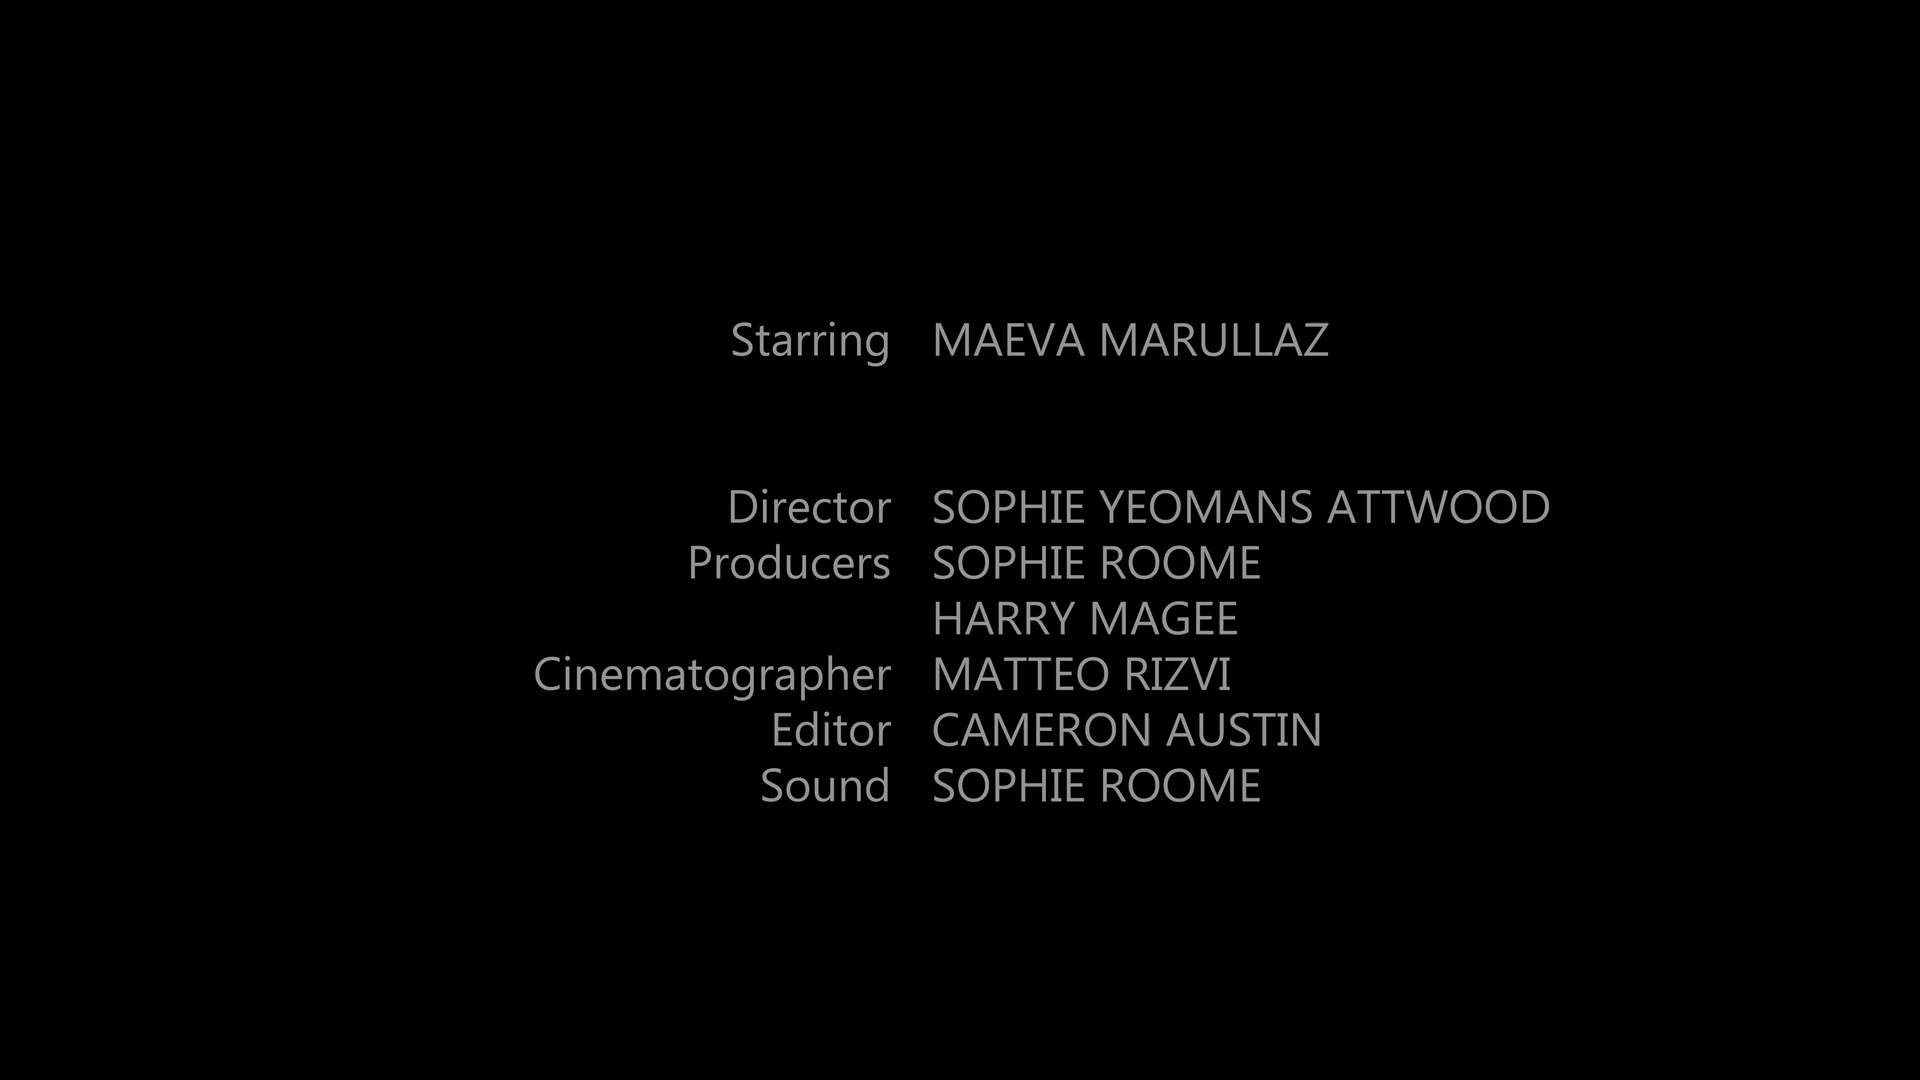 Starring MAEVA MARULLAZ
Director SOPHIE YEOMANS ATTWOOD
Producers SOPHIE ROOME
HARRY MAGEE
Cinematographer MATTEO RIZVI
Editor CAMERON AUSTIN
Sound SOPHIE ROOME